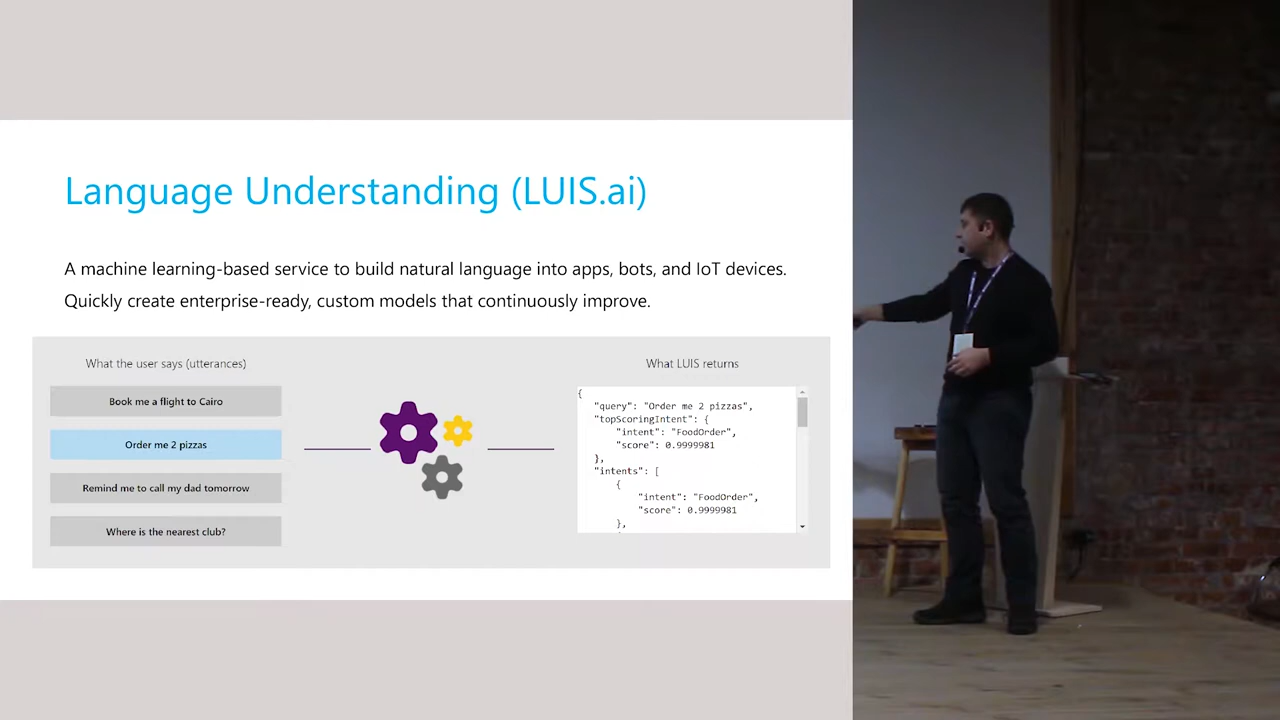 Language Understanding (LUIS.ai)
A machine learning-based service to build natural language into apps, bots, and IoT devices.
Quickly create enterprise-ready, custom models that continuously improve.
What the user says (utterances)
Book me a flight to Cairo
Order me 2 pizzas
Remind me to call my dad tomorrow
Where is the nearest club?
What LUIS returns
{
"query": "Order me 2 pizzas",
"topScoringIntent": {
"intent": "FoodOrder",
"score": 0.9999981
},
"intents": [
{
"intent": "FoodOrder",
"score": 0.9999981
},